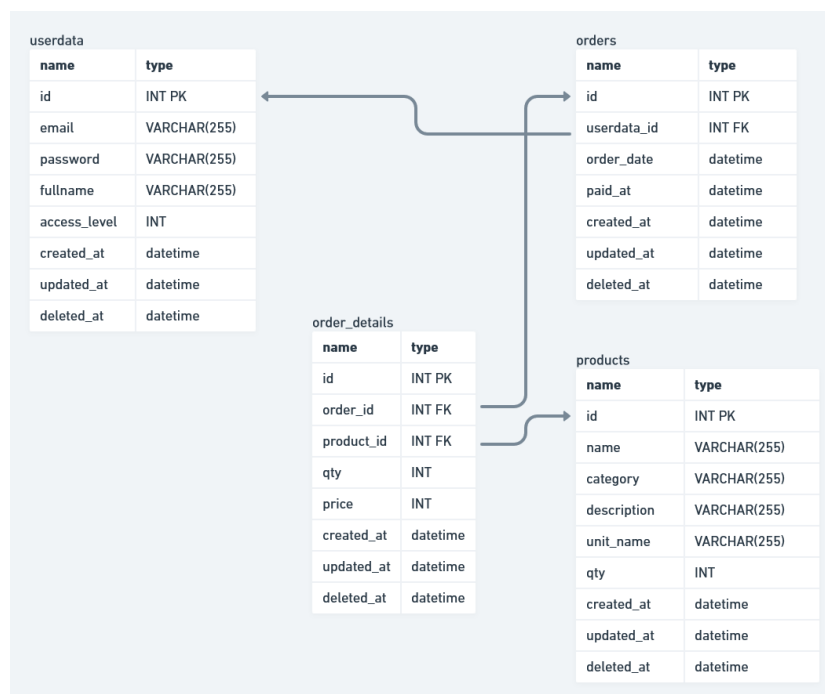 userdata
name type
id INT PK
email VARCHAR(255)
password VARCHAR(255)
fullname VARCHAR(255)
access_level INT
created_at datetime
updated_at datetime
deleted_at datetime
orders
name type
id INT PK
userdata_id INT FK
order_date datetime
paid_at datetime
created_at datetime
updated_at datetime
deleted_at datetime
order_details
name type
id INT PK
order_id INT FK
product_id INT FK
qty INT
price INT
created_at datetime
updated_at datetime
deleted_at datetime
products
name type
id INT PK
name VARCHAR(255)
category VARCHAR(255)
description VARCHAR(255)
unit_name VARCHAR(255)
qty INT
created_at datetime
updated_at datetime
deleted_at datetime